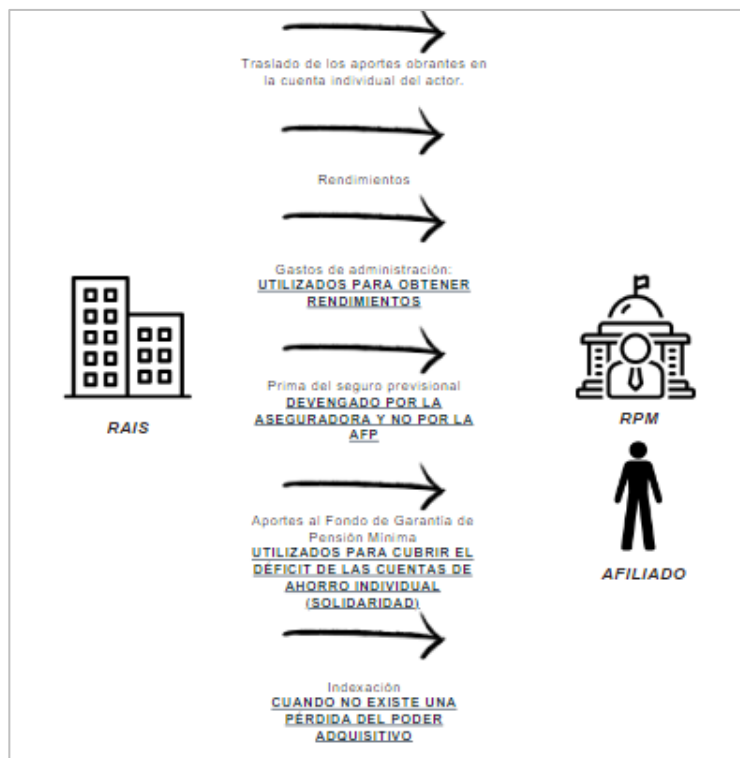 Traslado de los aportes obrantes en
la cuenta individual del actor.
Rendimientos
Gastos de administración:
UTILIZADOS PARA OBTENER
RENDIMIENTOS
Prima del seguro previsional
DEVENGADO POR LA
ASEGURADORA Y NO POR LA
AFP
RAIS
RPM
Aportes al Fondo de Garantía de
Pensión Mínima
UTILIZADOS PARA CUBRIR EL
DÉFICIT DE LAS CUENTAS DE
AHORRO INDIVIDUAL
(SOLIDARIDAD)
AFILIADO
Indexación
CUANDO NO EXISTE UNA
PÉRDIDA DEL PODER
ADQUISITIVO